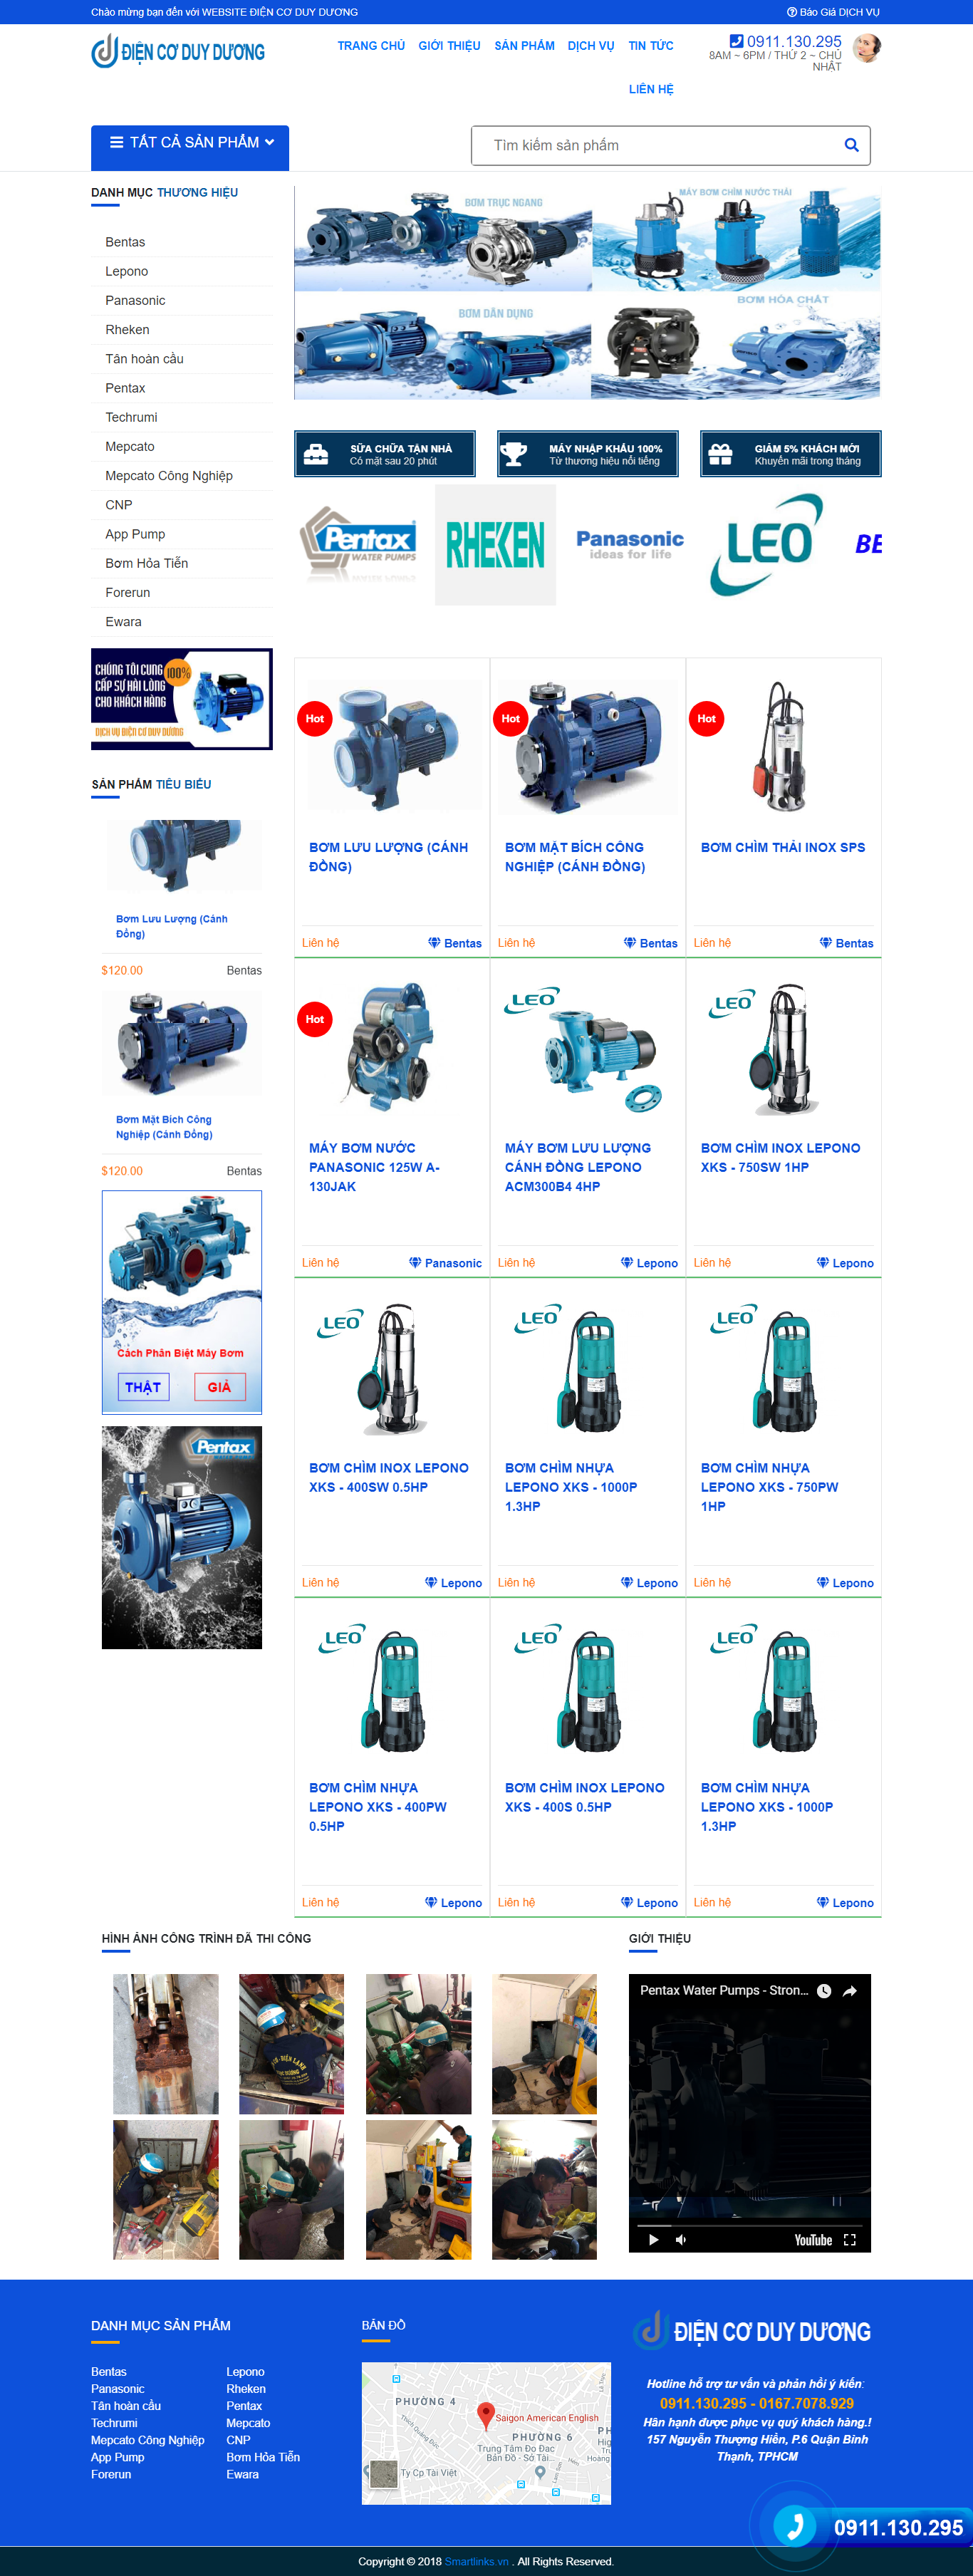 Chào mừng bạn đến với WEBSITE ĐIỆN CƠ DUY DƯƠNG
Báo Giá DỊCH VỤ
ĐIỆN CƠ DUY DƯƠNG
TRANG CHỦ
GIỚI THIỆU
SẢN PHẨM
DỊCH VỤ
TIN TỨC
LIÊN HỆ
0911.130.295
8AM ~ 6PM / THỨ 2 ~ CHỦ
NHẬT
TẤT CẢ SẢN PHẨM
Tìm kiếm sản phẩm
DANH MỤC THƯƠNG HIỆU
Bentas
Lepono
Panasonic
Rheken
Tân hoàn cầu
Pentax
Techrumi
Mepcato
Mepcato Công Nghiệp
CNP
App Pump
Bơm Hỏa Tiễn
Forerun
Ewara
BƠM TRỤC NGANG
MÁY BƠM CHÌM NƯỚC THẢI
BƠM DÂN DỤNG
BƠM HÓA CHẤT
SỮA CHỮA TẬN NHÀ
Có mặt sau 20 phút
MÁY NHẬP KHẨU 100%
Từ thương hiệu nổi tiếng
GIẢM 5% KHÁCH MỚI
Khuyến mãi trong tháng
Pentax
WATER PUMPS
RHEKEN
Panasonic
ideas for life
LEO
BE
CHÚNG TÔI CUNG
CẤP SỰ HÀI LÒNG
CHO KHÁCH HÀNG
100%
DỊCH VỤ ĐIỆN CƠ DUY DƯƠNG
SẢN PHẨM TIÊU BIỂU
Bơm Lưu Lượng (Cánh
Đồng)
$120.00
Bentas
Bơm Mặt Bích Công
Nghiệp (Cánh Đồng)
$120.00
Bentas
Cách Phân Biệt Máy Bơm
THẬT
GIẢ
Pentax
Hot
BƠM LƯU LƯỢNG (CÁNH
ĐỒNG)
Liên hệ
Bentas
Hot
BƠM MẶT BÍCH CÔNG
NGHIỆP (CÁNH ĐỒNG)
Liên hệ
Bentas
Hot
BƠM CHÌM THẢI INOX SPS
Liên hệ
Bentas
Hot
MÁY BƠM NƯỚC
PANASONIC 125W A-
130JAK
Liên hệ
Panasonic
LEO
MÁY BƠM LƯU LƯỢNG
CÁNH ĐỒNG LEPONO
ACM300B4 4HP
Liên hệ
Lepono
LEO
BƠM CHÌM INOX LEPONO
XKS - 750SW 1HP
Liên hệ
Lepono
LEO
BƠM CHÌM INOX LEPONO
XKS - 400SW 0.5HP
Liên hệ
Lepono
LEO
BƠM CHÌM NHỰA
LEPONO XKS - 1000P
1.3HP
Liên hệ
Lepono
LEO
BƠM CHÌM NHỰA
LEPONO XKS - 750PW
1HP
Liên hệ
Lepono
LEO
BƠM CHÌM NHỰA
LEPONO XKS - 400PW
0.5HP
Liên hệ
Lepono
LEO
BƠM CHÌM INOX LEPONO
XKS - 400S 0.5HP
Liên hệ
Lepono
LEO
BƠM CHÌM NHỰA
LEPONO XKS - 1000P
1.3HP
Liên hệ
Lepono
HÌNH ẢNH CÔNG TRÌNH ĐÃ THI CÔNG
GIỚI THIỆU
Pentax Water Pumps - Stron...
YouTube
DANH MỤC SẢN PHẨM
Bentas
Lepono
Panasonic
Rheken
Tân hoàn cầu
Pentax
Techrumi
Mepcato
Mepcato Công Nghiệp
CNP
App Pump
Bơm Hỏa Tiễn
Forerun
Ewara
BẢN ĐỒ
PHƯỜNG 4
Saigon American English
PHƯỜNG 6
Trung Tâm Đo Đạc
Bản Đồ - Sở Tài...
Ty Cp Tài Việt
ĐIỆN CƠ DUY DƯƠNG
Hotline hỗ trợ tư vấn và phản hồi ý kiến:
0911.130.295 - 0167.7078.929
Hân hạnh được phục vụ quý khách hàng.!
157 Nguyễn Thượng Hiền, P.6 Quận Bình
Thạnh, TPHCM
0911.130.295
Copyright © 2018 Smartlinks.vn . All Rights Reserved.